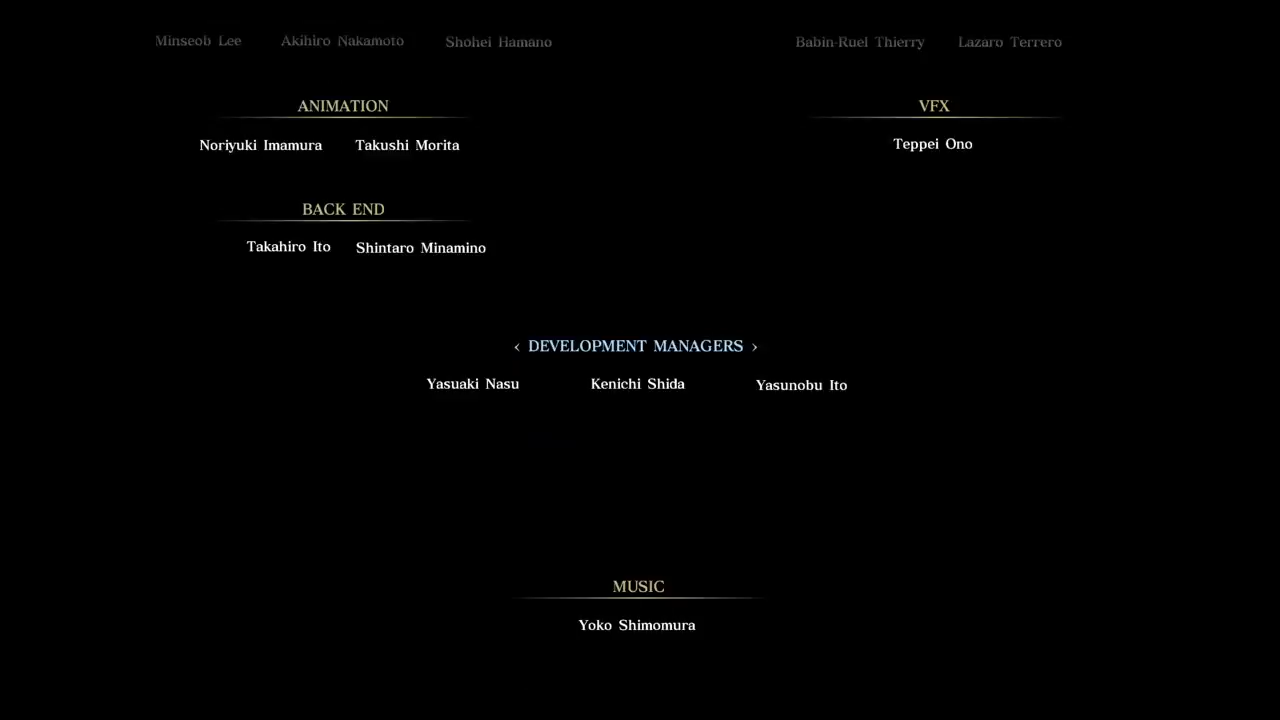 Minseob Lee Akihiro Nakamoto Shohei Hamano Babin-Ruel Thierry Lazaro Terrero
ANIMATION VFX
Noriyuki Imamura Takushi Morita Teppei Ono
BACK END
Takahiro Ito Shintaro Minamino
‹ DEVELOPMENT MANAGERS ›
Yasuaki Nasu Kenichi Shida Yasunobu Ito
MUSIC
Yoko Shimomura